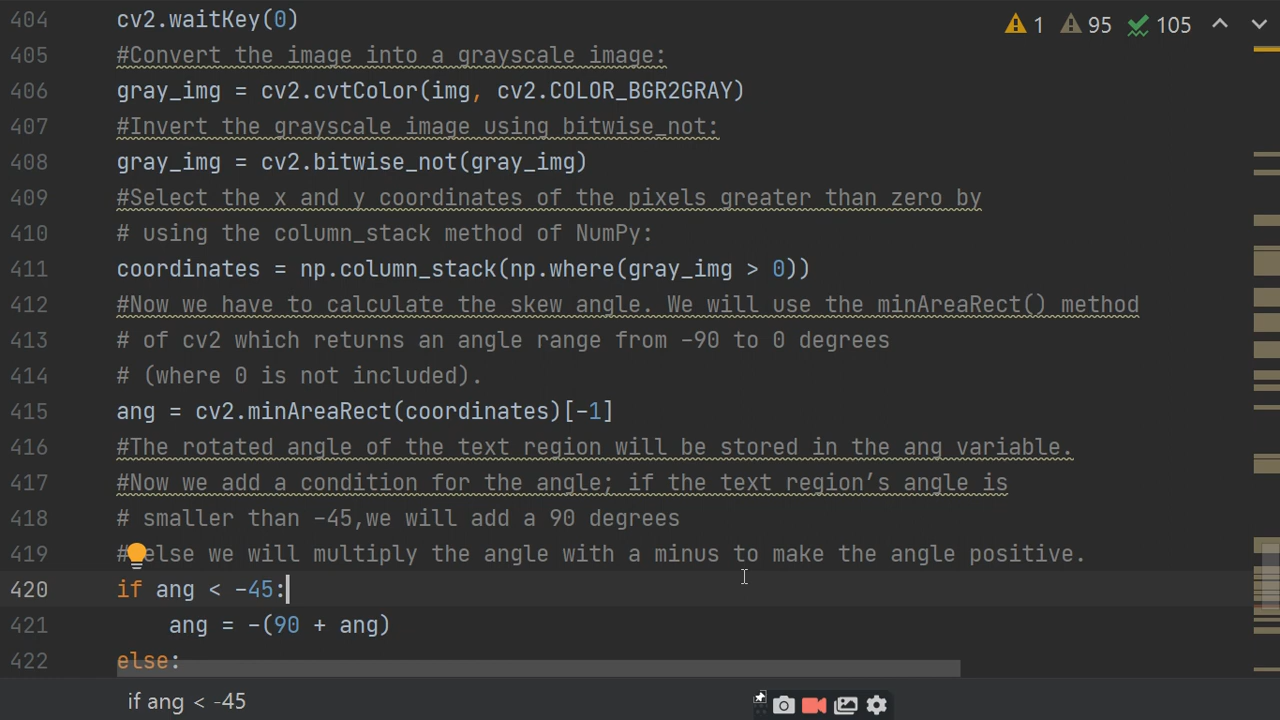 404 cv2.waitKey(0)
1 95 105
405 #Convert the image into a grayscale image:
406 gray_img = cv2.cvtColor(img, cv2.COLOR_BGR2GRAY)
407 #Invert the grayscale image using bitwise_not:
408 gray_img = cv2.bitwise_not(gray_img)
409 #Select the x and y coordinates of the pixels greater than zero by
410 # using the column_stack method of NumPy:
411 coordinates = np.column_stack(np.where(gray_img > 0))
412 #Now we have to calculate the skew angle. We will use the minAreaRect() method
413 # of cv2 which returns an angle range from -90 to 0 degrees
414 # (where 0 is not included).
415 ang = cv2.minAreaRect(coordinates)[-1]
416 #The rotated angle of the text region will be stored in the ang variable.
417 #Now we add a condition for the angle; if the text region’s angle is
418 # smaller than -45,we will add a 90 degrees
419 # else we will multiply the angle with a minus to make the angle positive.
420 if ang < -45:
421 ang = -(90 + ang)
422 else:
if ang < -45